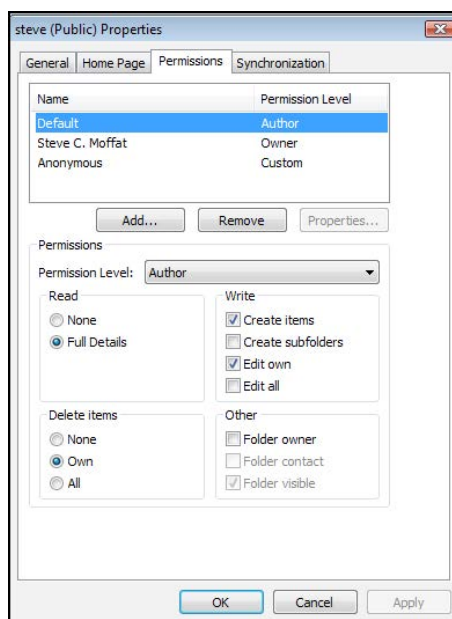 steve (Public) Properties
General Home Page Permissions Synchronization
Name Permission Level
Default Author
Steve C. Moffat Owner
Anonymous Custom
Add... Remove Properties...
Permissions
Permission Level: Author
Read Write
None Create items
Full Details Create subfolders
Edit own
Edit all
Delete items Other
None Folder owner
Own Folder contact
All Folder visible
OK Cancel Apply